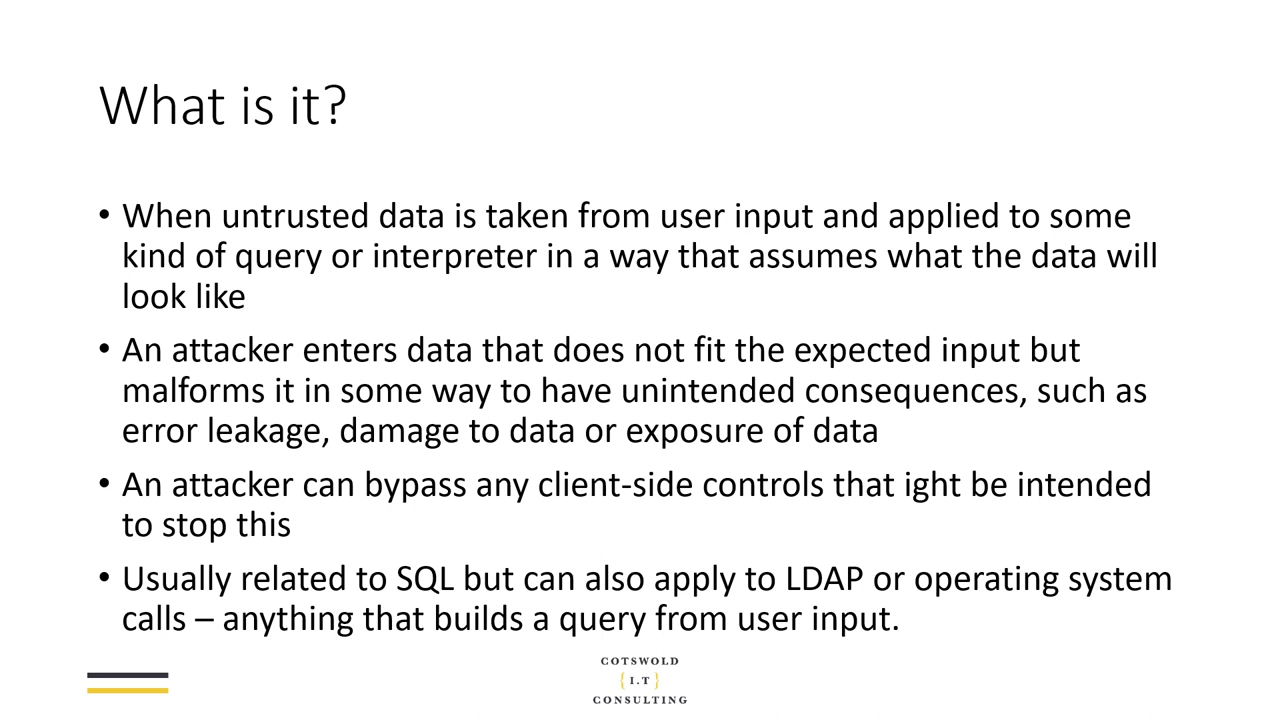 What is it?
• When untrusted data is taken from user input and applied to some
kind of query or interpreter in a way that assumes what the data will
look like
• An attacker enters data that does not fit the expected input but
malforms it in some way to have unintended consequences, such as
error leakage, damage to data or exposure of data
• An attacker can bypass any client-side controls that ight be intended
to stop this
• Usually related to SQL but can also apply to LDAP or operating system
calls – anything that builds a query from user input.
COTSWOLD
{ I.T }
CONSULTING